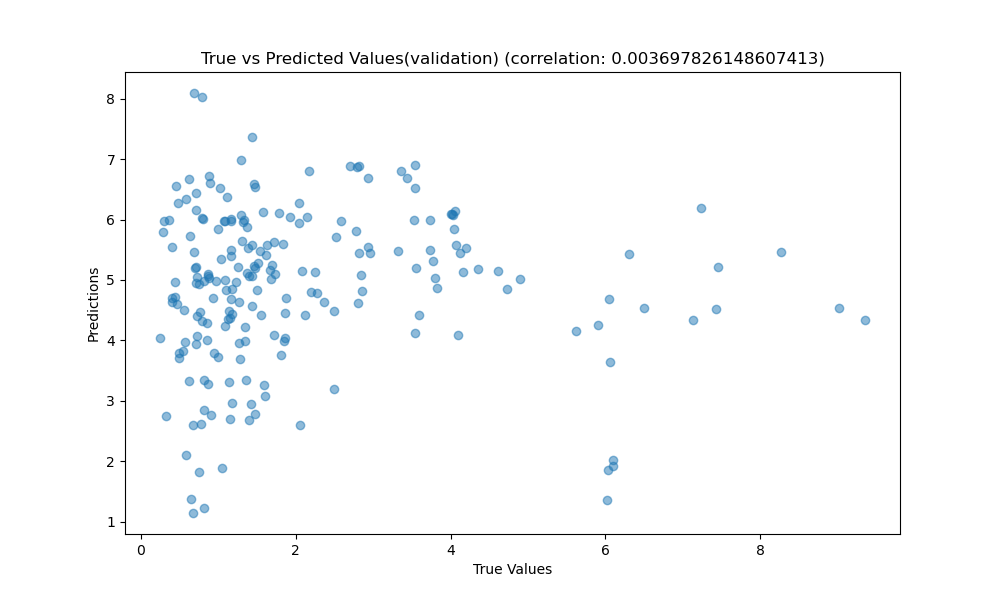 True vs Predicted Values(validation) (correlation: 0.003697826148607413)
8
7
6
5
4
3
2
1
Predictions
0 2 4 6 8
True Values